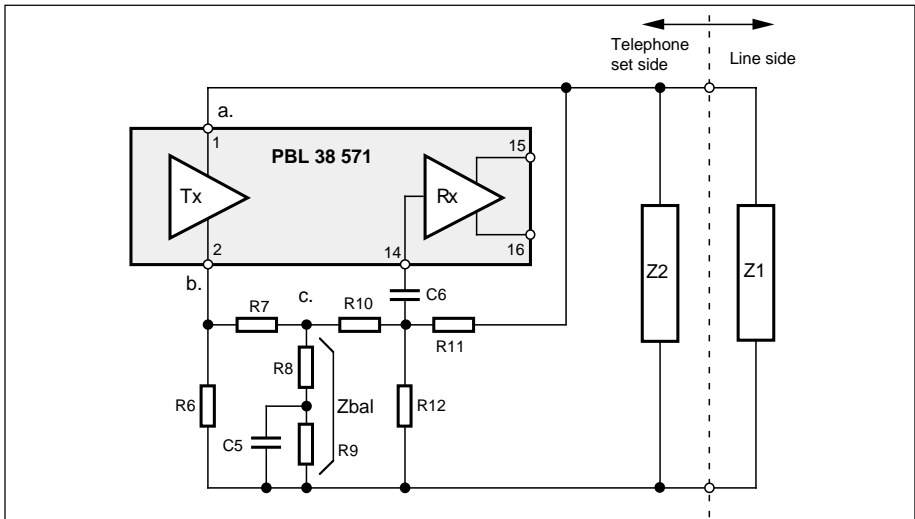 Telephone
set side
Line side
a.
1
PBL 38 571
15
Tx
Rx
2
14
16
b.
Z2
Z1
C6
R7
c.
R10
R11
R8
R6
Zbal
R12
C5
R9